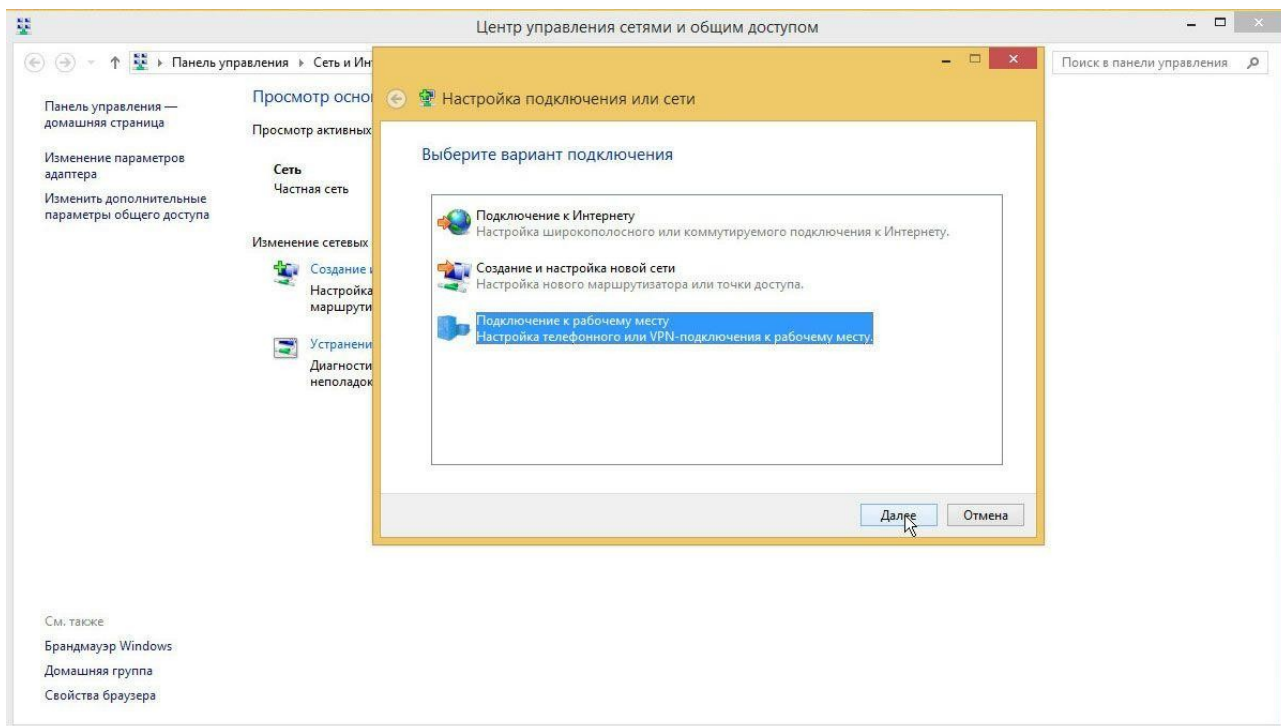 Центр управления сетями и общим доступом
Панель управления
Сеть и Ин
Поиск в панели управления
Панель управления —
домашняя страница
Изменение параметров
адаптера
Изменить дополнительные
параметры общего доступа
Просмотр осно
Просмотр активных
Сеть
Частная сеть
Изменение сетевых
Создание и
Настройка
маршрути
Устранени
Диагности
неполадок
Настройка подключения или сети
Выберите вариант подключения
Подключение к Интернету
Настройка широкополосного или коммутируемого подключения к Интернету.
Создание и настройка новой сети
Настройка нового маршрутизатора или точки доступа.
Подключение к рабочему месту
Настройка телефонного или VPN-подключения к рабочему месту.
Далее
Отмена
См. также
Брандмауэр Windows
Домашняя группа
Свойства браузера